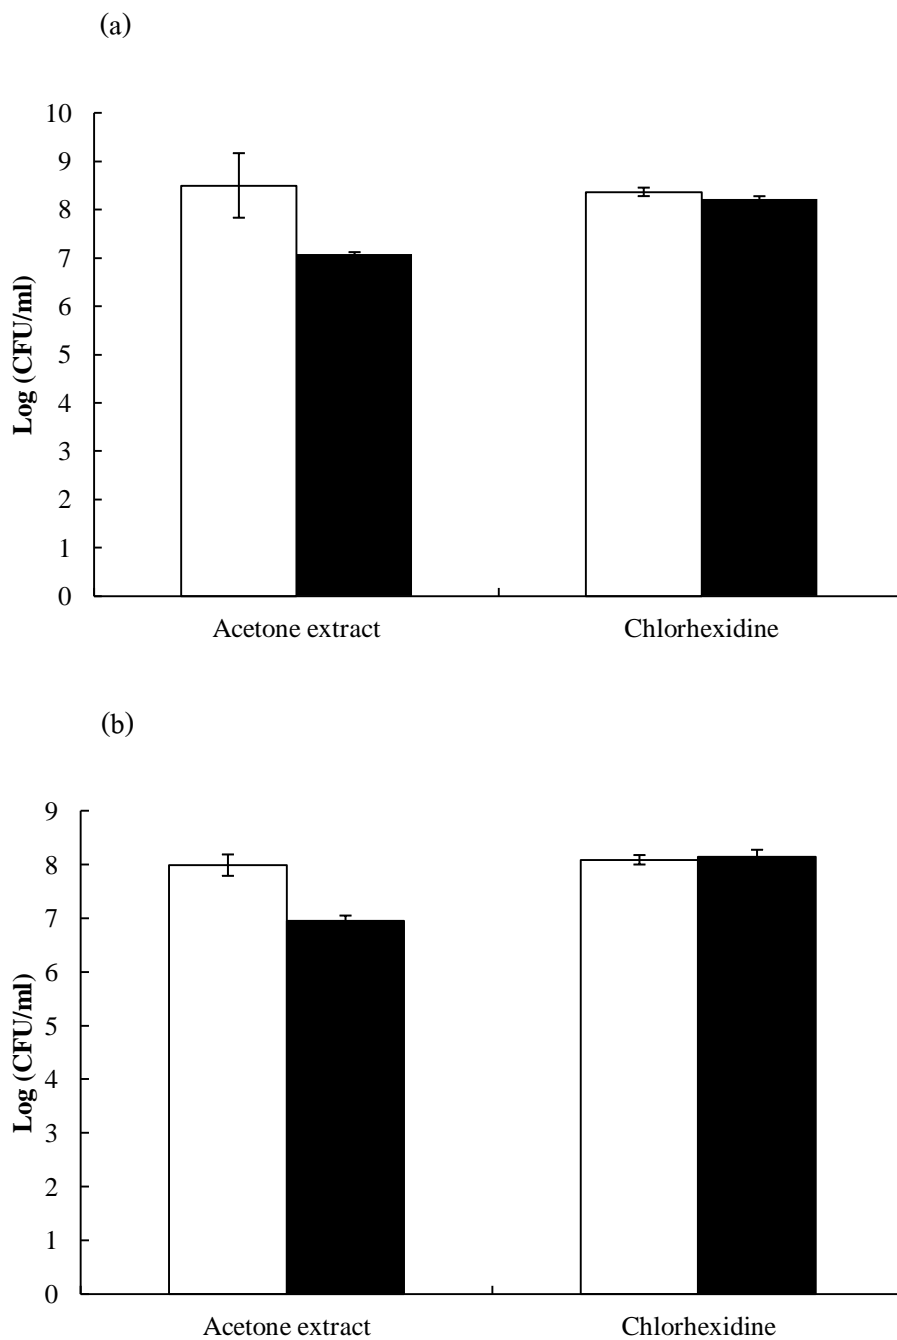 (a)
10
9
8
7
6
5
4
3
2
1
0
Log (CFU/ml)
Acetone extract
Chlorhexidine
(b)
9
8
7
6
5
4
3
2
1
0
Log (CFU/ml)
Acetone extract
Chlorhexidine